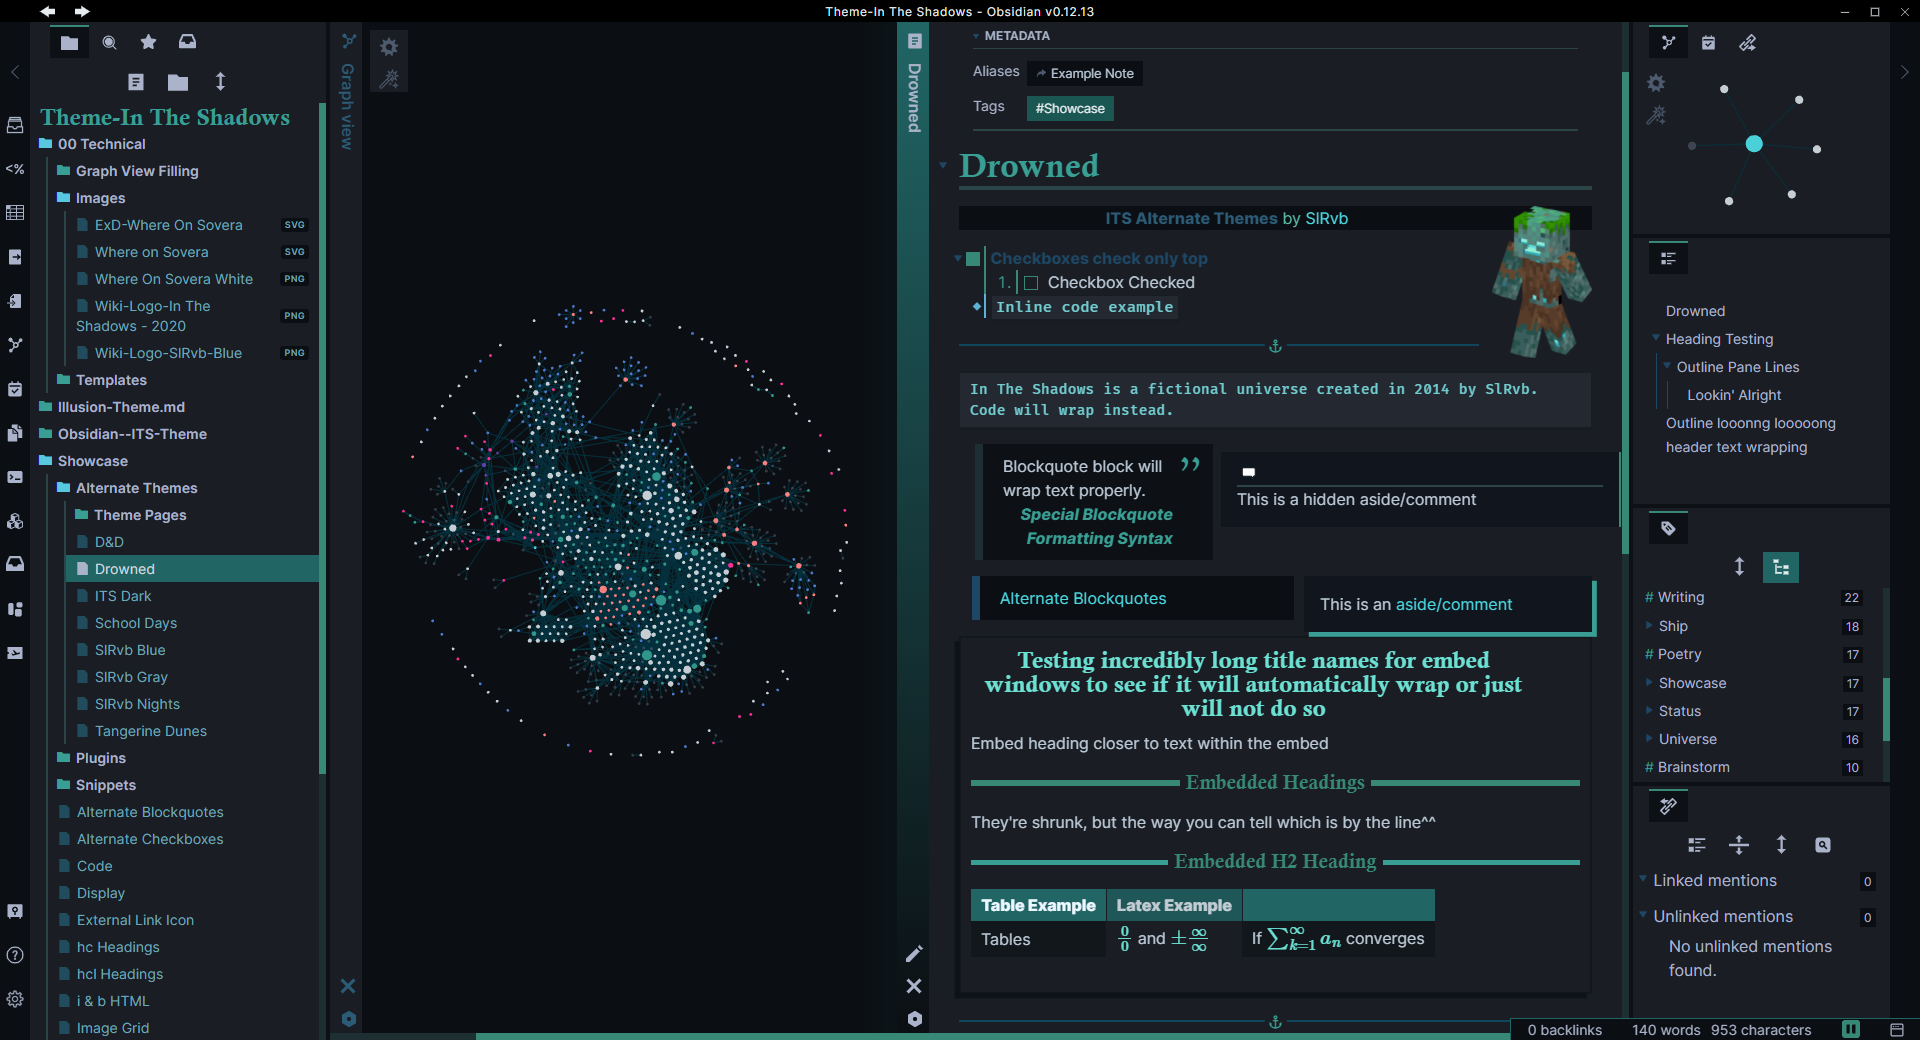 Theme-In The Shadows - Obsidian v0.12.13
Theme-In The Shadows
00 Technical
Graph View Filling
Images
ExD-Where On Sovera SVG
Where on Sovera SVG
Where On Sovera White PNG
Wiki-Logo-In The
Shadows - 2020 PNG
Wiki-Logo-SlRvb-Blue PNG
Templates
Illusion-Theme.md
Obsidian--ITS-Theme
Showcase
Alternate Themes
Theme Pages
D&D
Drowned
ITS Dark
School Days
SlRvb Blue
SlRvb Gray
SlRvb Nights
Tangerine Dunes
Plugins
Snippets
Alternate Blockquotes
Alternate Checkboxes
Code
Display
External Link Icon
hc Headings
hcl Headings
i & b HTML
Image Grid
Graph view
Drowned
METADATA
Aliases Example Note
Tags #Showcase
Drowned
ITS Alternate Themes by SlRvb
Checkboxes check only top
1. Checkbox Checked
Inline code example
In The Shadows is a fictional universe created in 2014 by SlRvb.
Code will wrap instead.
Blockquote block will
wrap text properly.
Special Blockquote
Formatting Syntax
This is a hidden aside/comment
Alternate Blockquotes
This is an aside/comment
Testing incredibly long title names for embed
windows to see if it will automatically wrap or just
will not do so
Embed heading closer to text within the embed
Embedded Headings
They're shrunk, but the way you can tell which is by the line^^
Embedded H2 Heading
Table Example Latex Example
Tables 0/0 and ±∞/∞ If ∑_{k=1}^{∞} a_n converges
Drowned
Heading Testing
Outline Pane Lines
Lookin' Alright
Outline looonng looooong
header text wrapping
# Writing 22
Ship 18
# Poetry 17
Showcase 17
Status 17
Universe 16
# Brainstorm 10
Linked mentions 0
Unlinked mentions 0
No unlinked mentions
found.
0 backlinks 140 words 953 characters